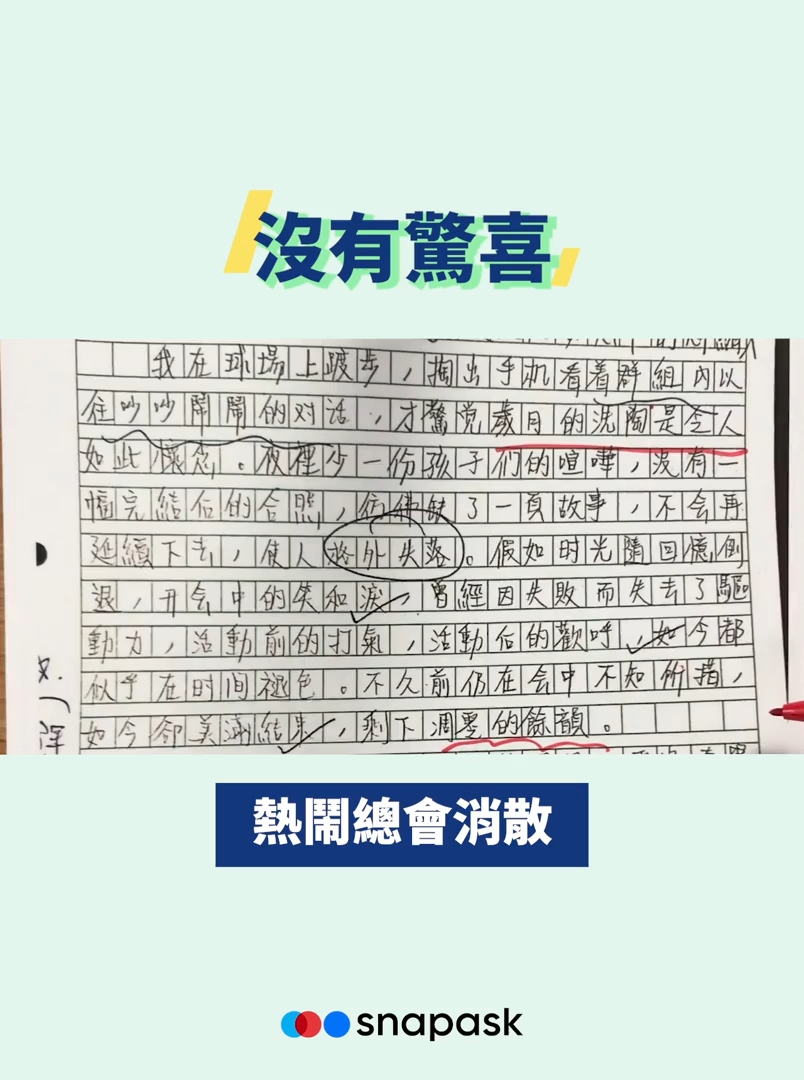 沒有驚喜
我在球場上踱步，掏出手机看着群組內以
往吵吵鬧鬧的对话，才驚觉歲月的洗陶是令人
如此懷念。夜裡少一份孩子们的喧嘩，没有一
幅完結后的合照，彷彿缺了一頁故事，不会再
延續下去，使人格外失落。假如时光隨回憶倒
退，开会中的笑和淚，曾經因失敗而失去了驅
動力，活動前的打氣，活動后的歡呼，如今都
似乎在时间褪色。不久前仍在会中不知所措，
如今卻美滿結果，剩下凋零的餘韻。
熱鬧總會消散
snapask